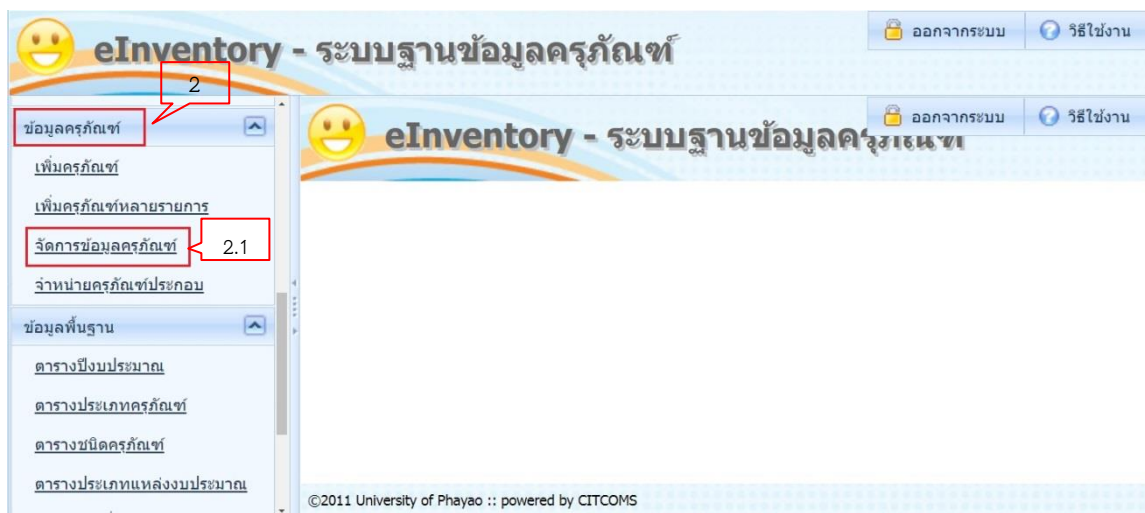 eInventory - ระบบฐานข้อมูลครุภัณฑ์
ออกจากระบบ
วิธีใช้งาน
2
ข้อมูลครุภัณฑ์
เพิ่มครุภัณฑ์
เพิ่มครุภัณฑ์หลายรายการ
จัดการข้อมูลครุภัณฑ์
2.1
จำหน่ายครุภัณฑ์ประกอบ
ข้อมูลพื้นฐาน
ตารางปีงบประมาณ
ตารางประเภทครุภัณฑ์
ตารางชนิดครุภัณฑ์
ตารางประเภทแหล่งงบประมาณ
eInventory - ระบบฐานข้อมูลครุภัณฑ์
ออกจากระบบ
วิธีใช้งาน
©2011 University of Phayao :: powered by CITCOMS